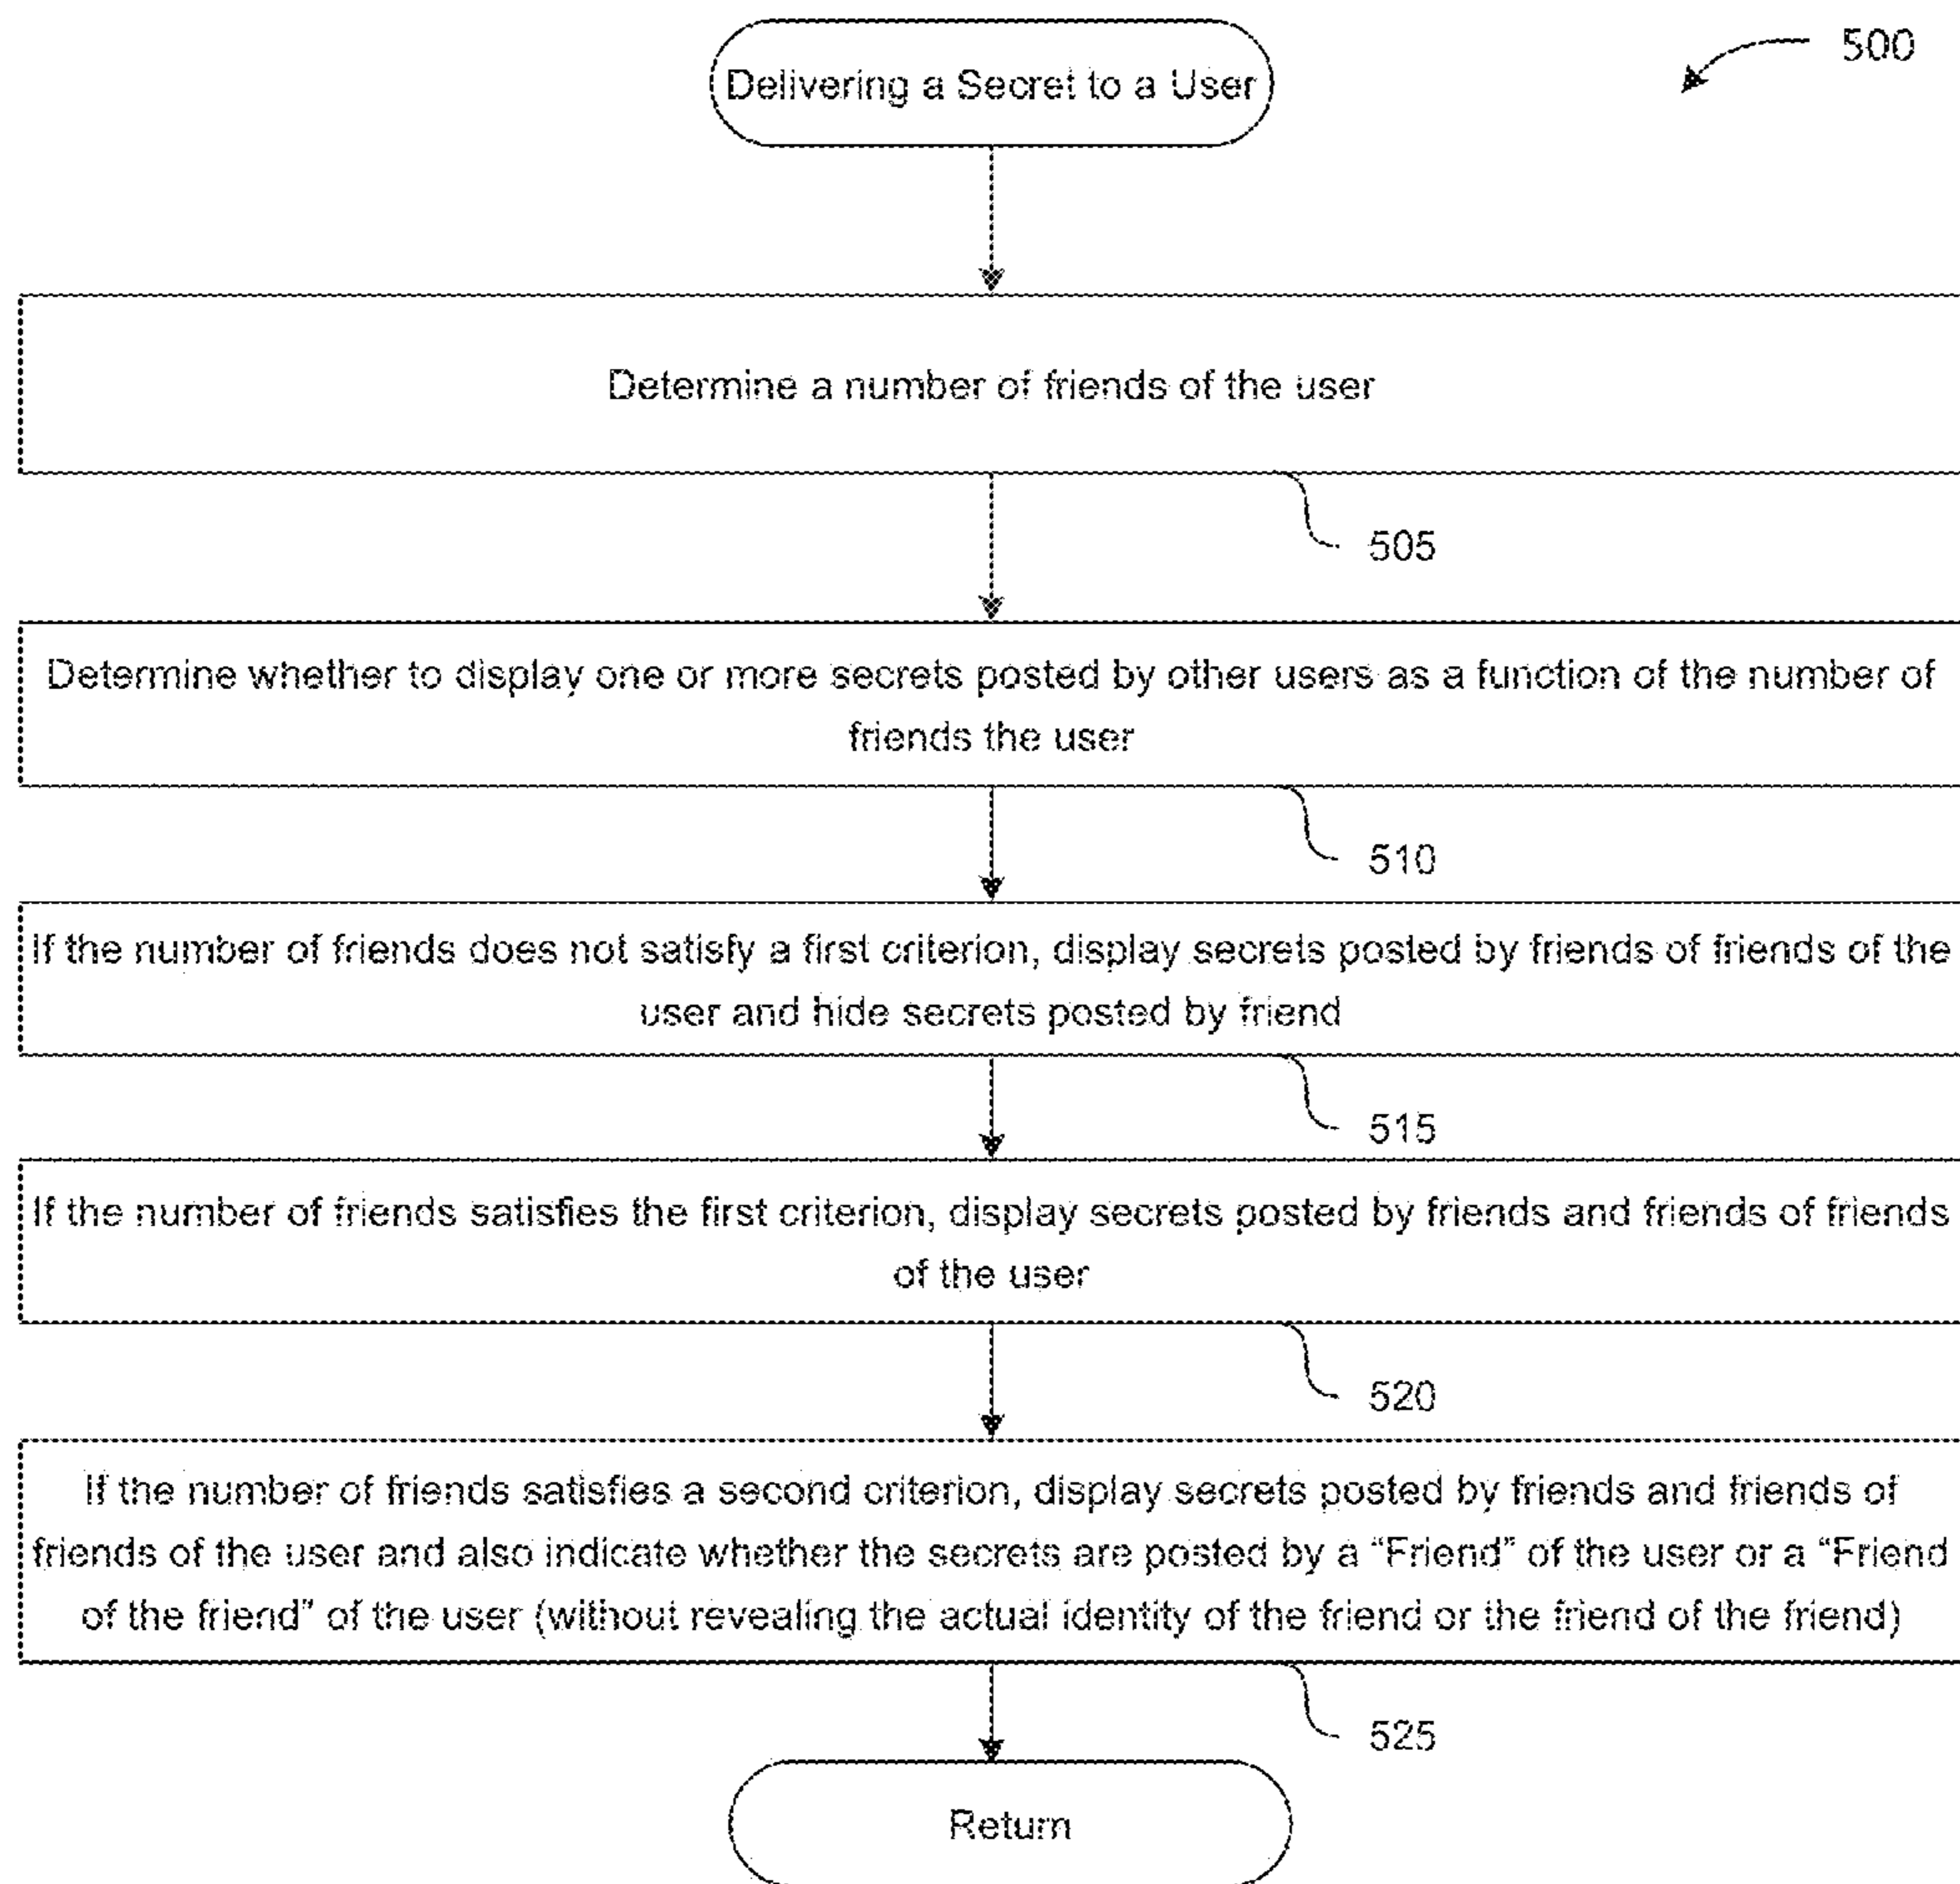 Delivering a Secret to a User
500
Determine a number of friends of the user
505
Determine whether to display one or more secrets posted by other users as a function of the number of
friends the user
510
If the number of friends does not satisfy a first criterion, display secrets posted by friends of friends of the
user and hide secrets posted by friend
515
If the number of friends satisfies the first criterion, display secrets posted by friends and friends of friends
of the user
520
If the number of friends satisfies a second criterion, display secrets posted by friends and friends of
friends of the user and also indicate whether the secrets are posted by a “Friend” of the user or a “Friend
of the friend” of the user (without revealing the actual identity of the friend or the friend of the friend)
525
Return